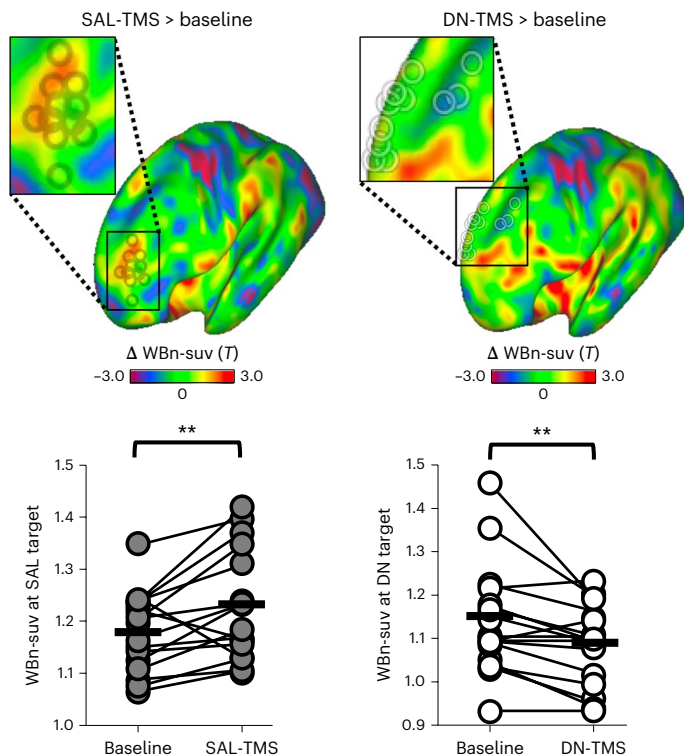 SAL-TMS > baseline
DN-TMS > baseline
Δ WBn-suv (T)
–3.0 3.0
0
Δ WBn-suv (T)
–3.0 3.0
0
**
1.5
1.4
1.3
1.2
1.1
1.0
WBn-suv at SAL target
Baseline SAL-TMS
**
1.5
1.4
1.3
1.2
1.1
1.0
0.9
WBn-suv at DN target
Baseline DN-TMS